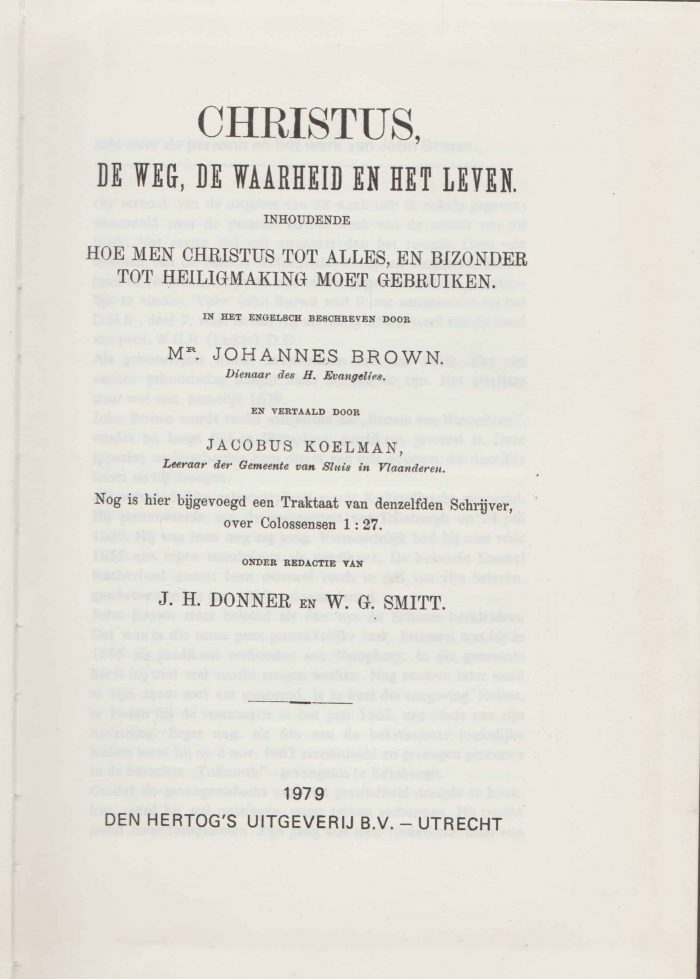 CHRISTUS,
DE WEG, DE WAARHEID EN HET LEVEN.
INHOUDENDE
HOE MEN CHRISTUS TOT ALLES, EN BIZONDER
TOT HEILIGMAKING MOET GEBRUIKEN.
IN HET ENGELSCH BESCHREVEN DOOR
MR. JOHANNES BROWN.
Dienaar des H. Evangelies.
EN VERTAALD DOOR
JACOBUS KOELMAN,
Leeraar der Gemeente van Sluis in Vlaanderen.
Nog is hier bijgevoegd een Traktaat van denzelfden Schrijver,
over Colossensen 1 : 27.
ONDER REDACTIE VAN
J. H. DONNER EN W. G. SMITT.
1979
DEN HERTOG'S UITGEVERIJ B.V. – UTRECHT